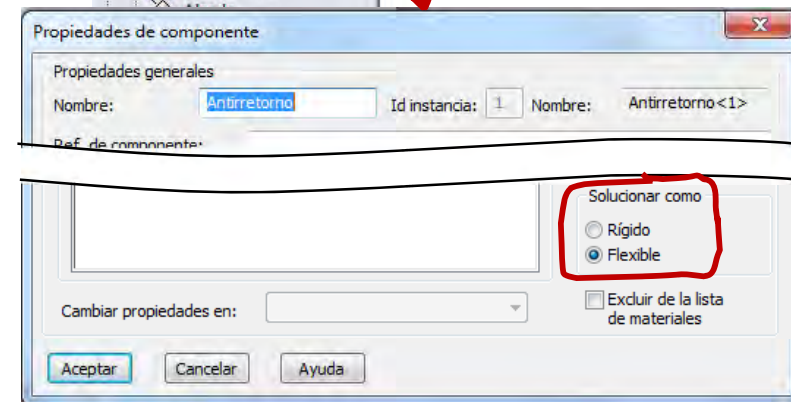 Propiedades de componente
Propiedades generales
Nombre: Antirretorno Id instancia: 1 Nombre: Antirretorno<1>
Ref. de componente:
Solucionar como
Rígido
Flexible
Cambiar propiedades en:
Excluir de la lista
de materiales
Aceptar Cancelar Ayuda